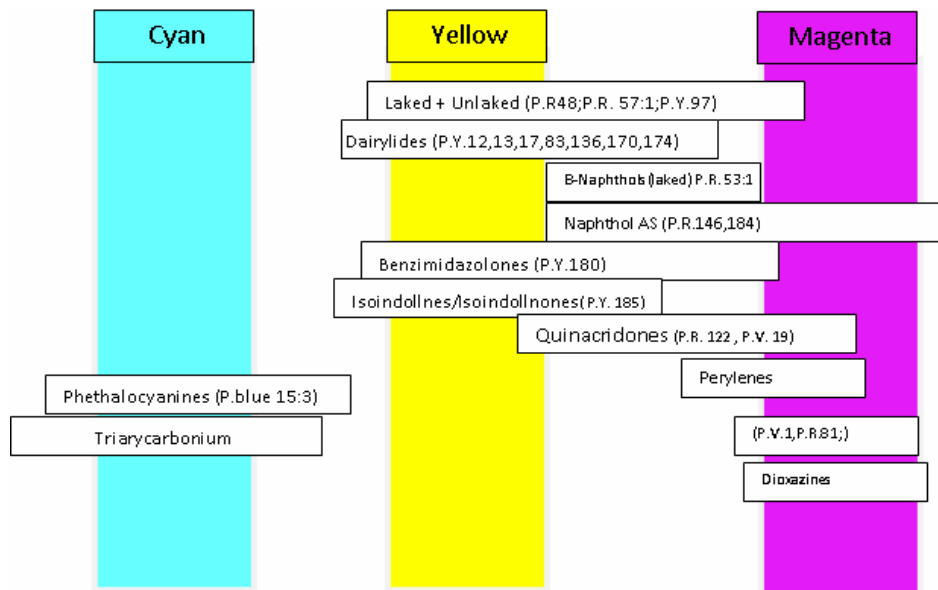 Cyan
Yellow
Magenta
Laked + Unlaked (P.R48;P.R. 57:1;P.Y.97)
Dairylides (P.Y.12,13,17,83,136,170,174)
B-Naphthols(laked) P.R. 53:1
Naphthol AS (P.R.146,184)
Benzimidazolones (P.Y.180)
Isoindollnes/Isoindollnones(P.Y. 185)
Quinacridones (P.R. 122 , P.V. 19)
Perylenes
Phethalocyanines (P.blue 15:3)
Triarycarbonium
(P.V.1,P.R.81;)
Dioxazines